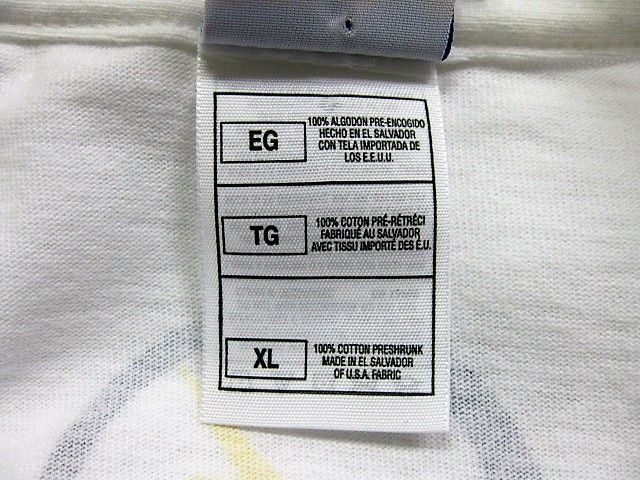 EG
100% ALGODON PRE-ENCOGIDO
HECHO EN EL SALVADOR
CON TELA IMPORTADA DE
LOS E.E.U.U.
TG
100% COTON PRÉ-RÉTRÉCI
FABRIQUÉ AU SALVADOR
AVEC TISSU IMPORTÉ DES É.U.
XL
100% COTTON PRESHRUNK
MADE IN EL SALVADOR
OF U.S.A. FABRIC